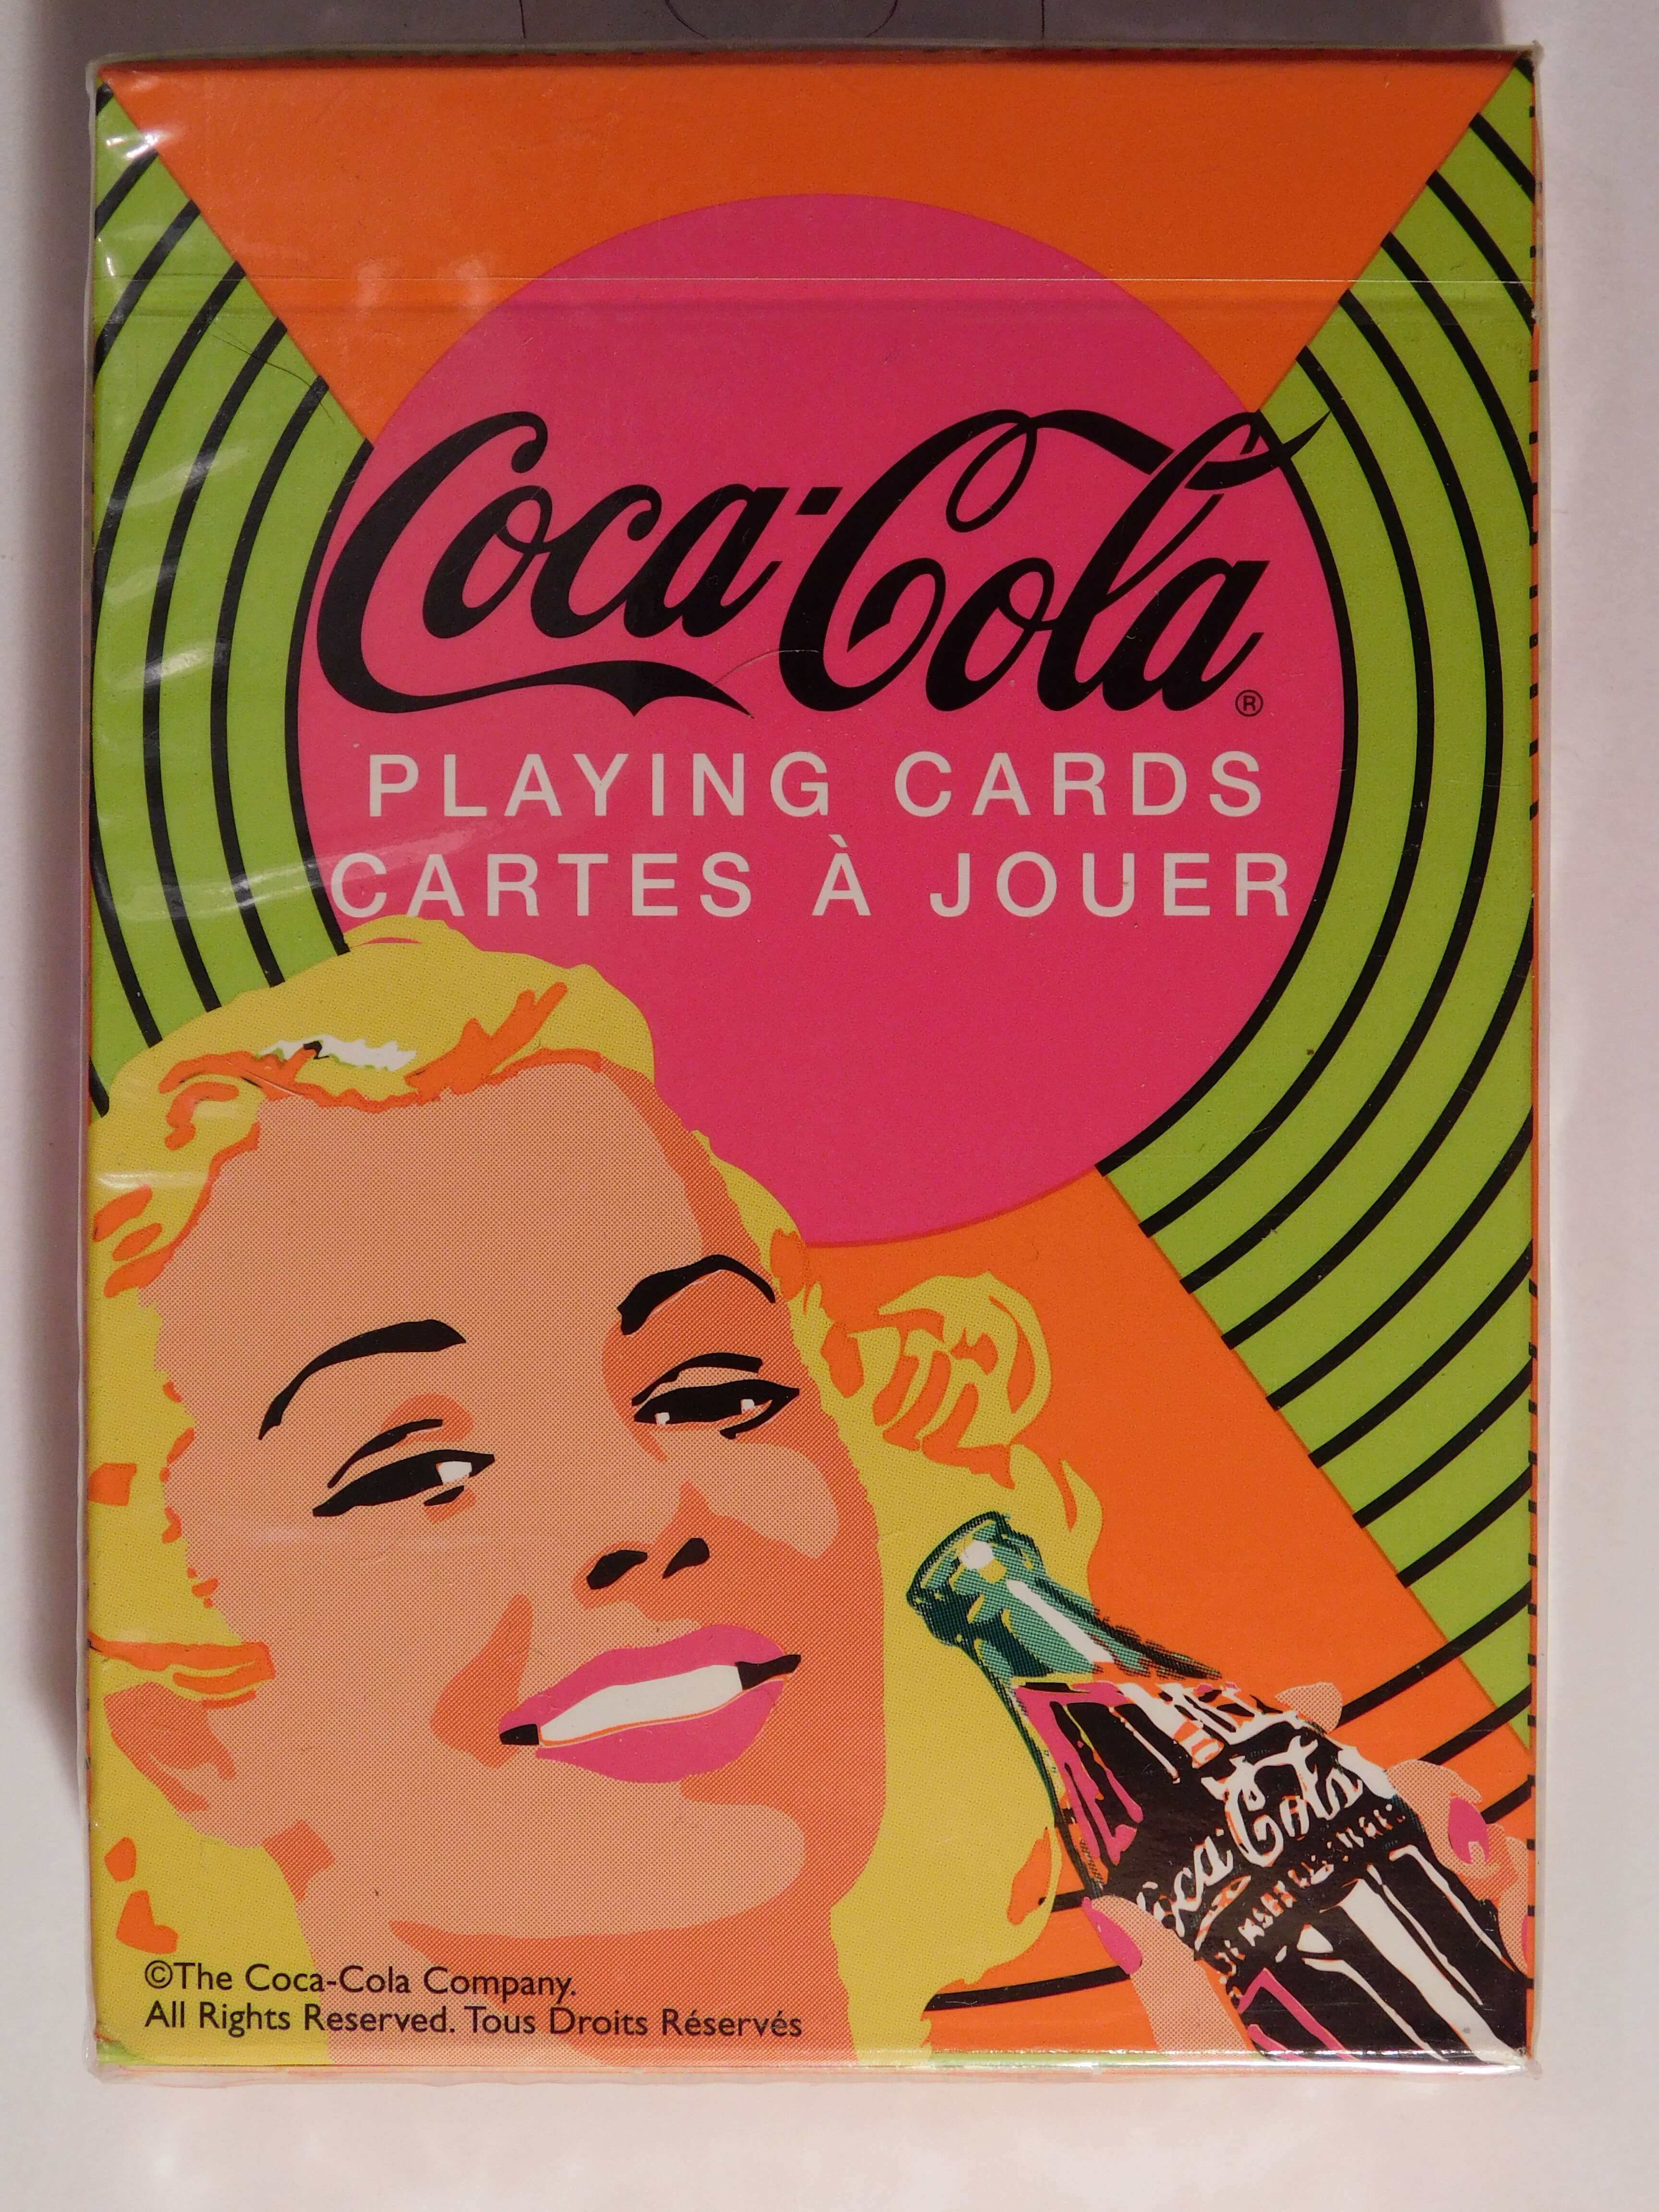 Coca-Cola®
PLAYING CARDS
CARTES À JOUER
Coca-Cola
©The Coca-Cola Company.
All Rights Reserved. Tous Droits Réservés